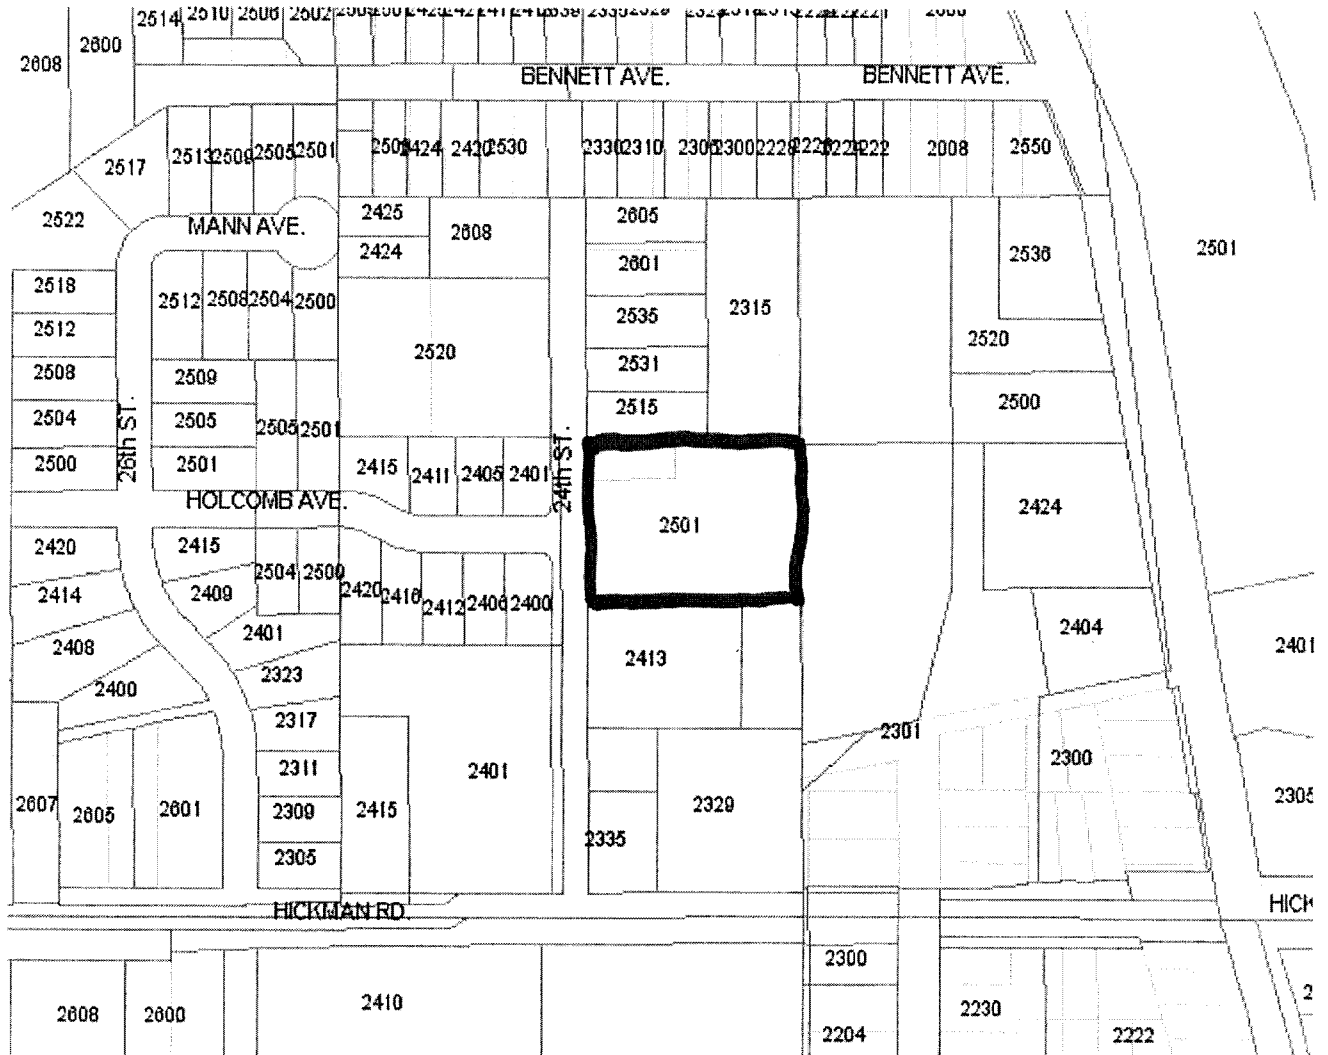 2514 2510 2506 2502
2600
2608
2606
BENNETT AVE. BENNETT AVE.
2517 2513 2509 2505 2501 2424 2420 2530 2330 2310 2306 2300 2228 2226 2222 2008 2550
2522 MANN AVE. 2425 2608 2605 2536 2501
2424 2601
2518 2512 2508 2504 2500 2315
2512 2535 2520
2520
2508 2509 2531 2500
2504 26th ST. 2505 2505 2501 2515
2500 2501 2415 2411 2405 2401 24th ST.
HOLCOMB AVE. 2501 2424
2420 2415
2414 2409 2504 2500 2420 2416 2412 2406 2400 2404
2408 2401 2413 2401
2400 2323
2317 2301
2311 2401 2300
2607 2605 2601 2309 2415 2329 2305
2305 2335
HICKMAN RD. HICK
2300
2608 2600 2410 2230
2204 2222